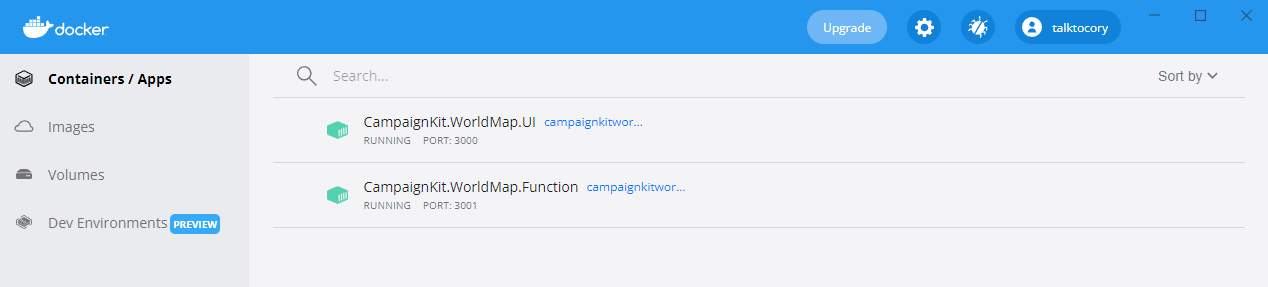 docker
Upgrade
talktocory
Containers / Apps
Images
Volumes
Dev Environments PREVIEW
Search...
Sort by
CampaignKit.WorldMap.UI campaignkitwor...
RUNNING PORT: 3000
CampaignKit.WorldMap.Function campaignkitwor...
RUNNING PORT: 3001